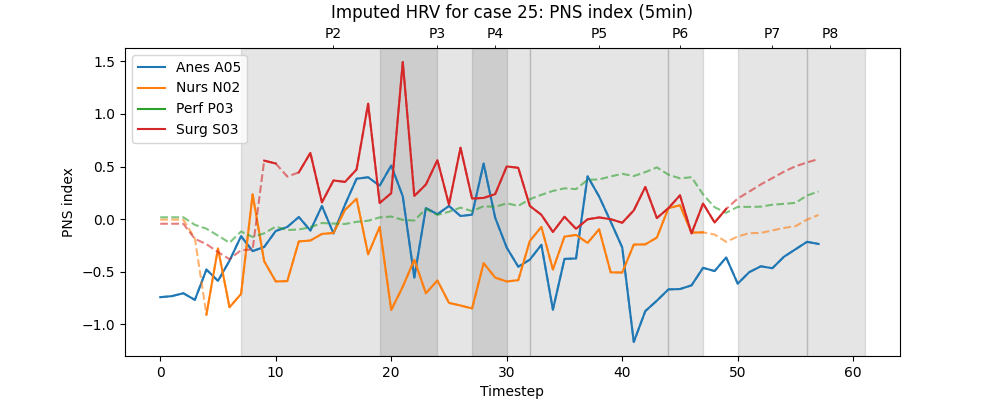 Imputed HRV for case 25: PNS index (5min)
P2 P3 P4 P5 P6 P7 P8
Anes A05
Nurs N02
Perf P03
Surg S03
1.5
1.0
0.5
0.0
−0.5
−1.0
PNS index
0 10 20 30 40 50 60
Timestep